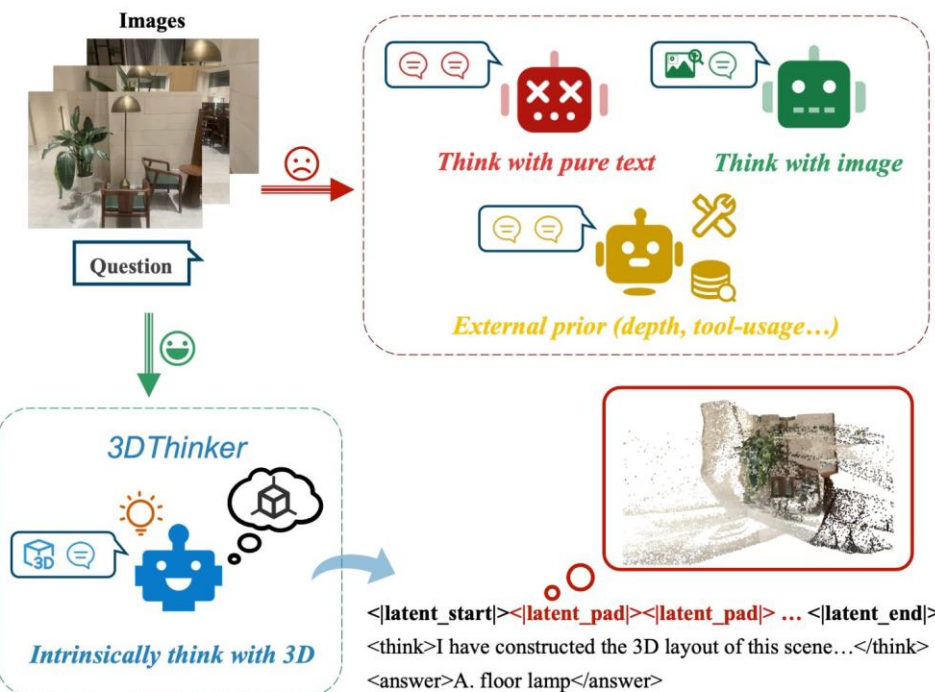 Images
Think with pure text
Think with image
Question
External prior (depth, tool-usage…)
3DThinker
3D
Intrinsically think with 3D
<|latent_start|><|latent_pad|><|latent_pad|> … <|latent_end|>
<think>I have constructed the 3D layout of this scene…</think>
<answer>A. floor lamp</answer>